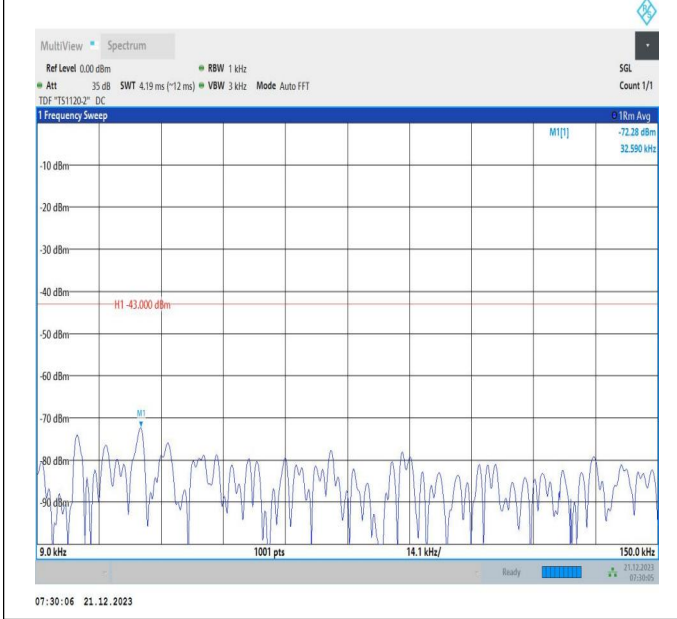 R S
MultiView Spectrum
Ref Level 0.00 dBm RBW 1 kHz SGL
Att 35 dB SWT 4.19 ms (~12 ms) VBW 3 kHz Mode Auto FFT Count 1/1
TDF "TS1120-2" DC
1 Frequency Sweep 1Rm Avg
M1[1] -72.28 dBm
32.590 kHz
-10 dBm
-20 dBm
-30 dBm
-40 dBm
H1 -43.000 dBm
-50 dBm
-60 dBm
-70 dBm
M1
-80 dBm
-90 dBm
9.0 kHz 1001 pts 14.1 kHz/ 150.0 kHz
Ready 21.12.2023
07:30:05
07:30:06 21.12.2023